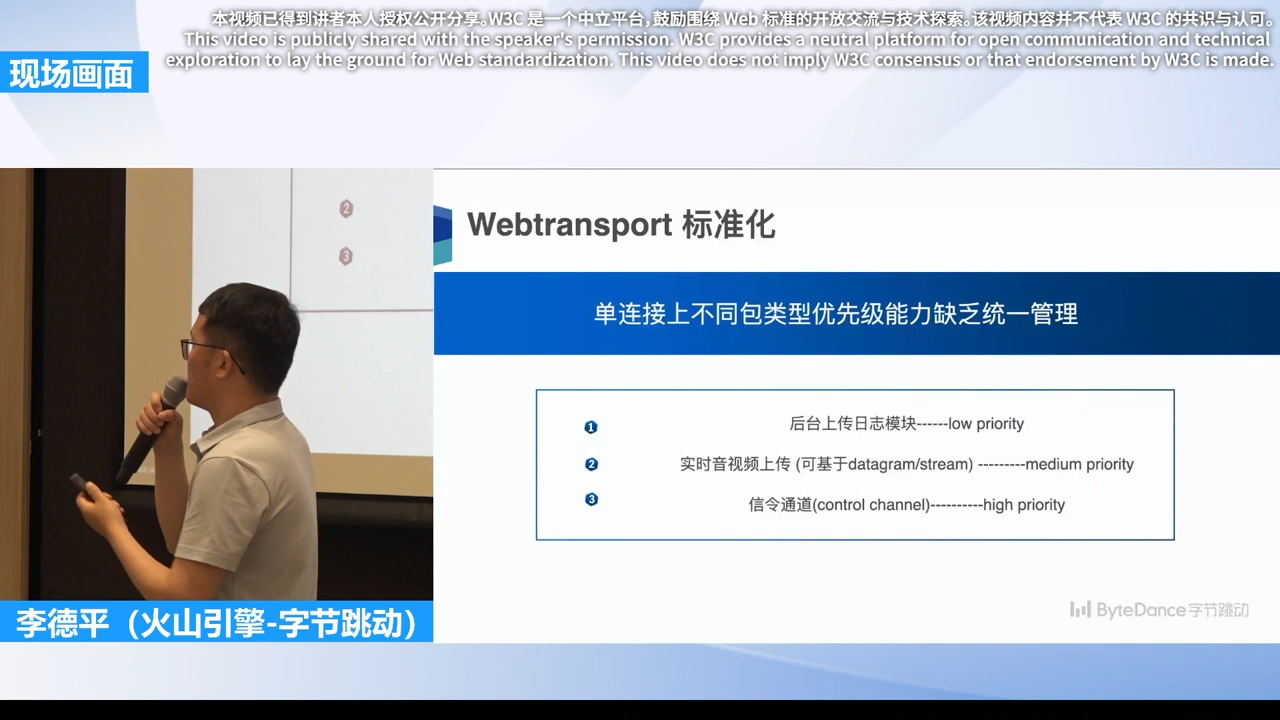 本视频已得到讲者本人授权公开分享。W3C 是一个中立平台，鼓励围绕 Web 标准的开放交流与技术探索。该视频内容并不代表 W3C 的共识与认可。
This video is publicly shared with the speaker's permission. W3C provides a neutral platform for open communication and technical
exploration to lay the ground for Web standardization. This video does not imply W3C consensus or that endorsement by W3C is made.
现场画面
2
3
Webtransport 标准化
单连接上不同包类型优先级能力缺乏统一管理
1 后台上传日志模块------low priority
2 实时音视频上传 (可基于datagram/stream) ---------medium priority
3 信令通道(control channel)----------high priority
ByteDance字节跳动
李德平（火山引擎-字节跳动）